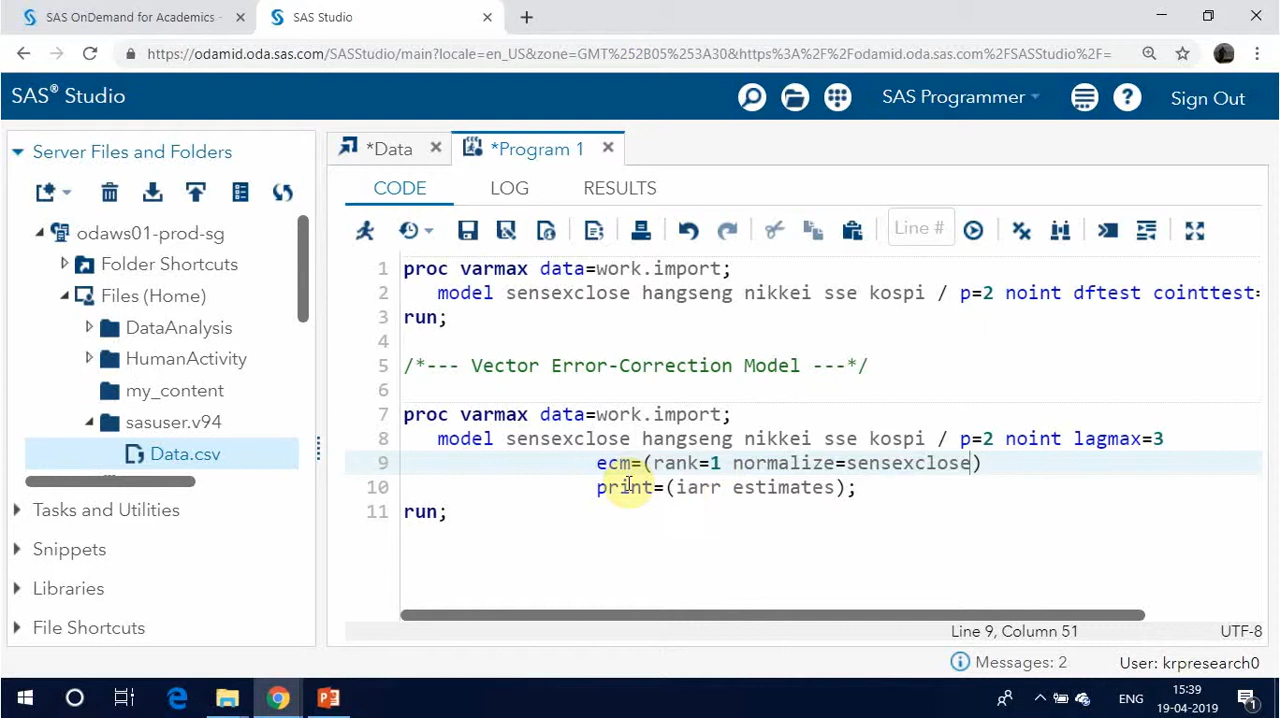 SAS OnDemand for Academics -
SAS Studio
https://odamid.oda.sas.com/SASStudio/main?locale=en_US&zone=GMT%252B05%253A30&https%3A%2F%2Fodamid.oda.sas.com%2FSASStudio%2F=
SAS® Studio
SAS Programmer
Sign Out
Server Files and Folders
odaws01-prod-sg
Folder Shortcuts
Files (Home)
DataAnalysis
HumanActivity
my_content
sasuser.v94
Data.csv
Tasks and Utilities
Snippets
Libraries
File Shortcuts
*Data
*Program 1
CODE
LOG
RESULTS
Line #
1 proc varmax data=work.import;
2 model sensexclose hangseng nikkei sse kospi / p=2 noint dftest cointtest=
3 run;
4
5 /*--- Vector Error-Correction Model ---*/
6
7 proc varmax data=work.import;
8 model sensexclose hangseng nikkei sse kospi / p=2 noint lagmax=3
9 ecm=(rank=1 normalize=sensexclose)
10 print=(iarr estimates);
11 run;
Line 9, Column 51
UTF-8
Messages: 2
User: krpresearch0
ENG
15:39
19-04-2019
1